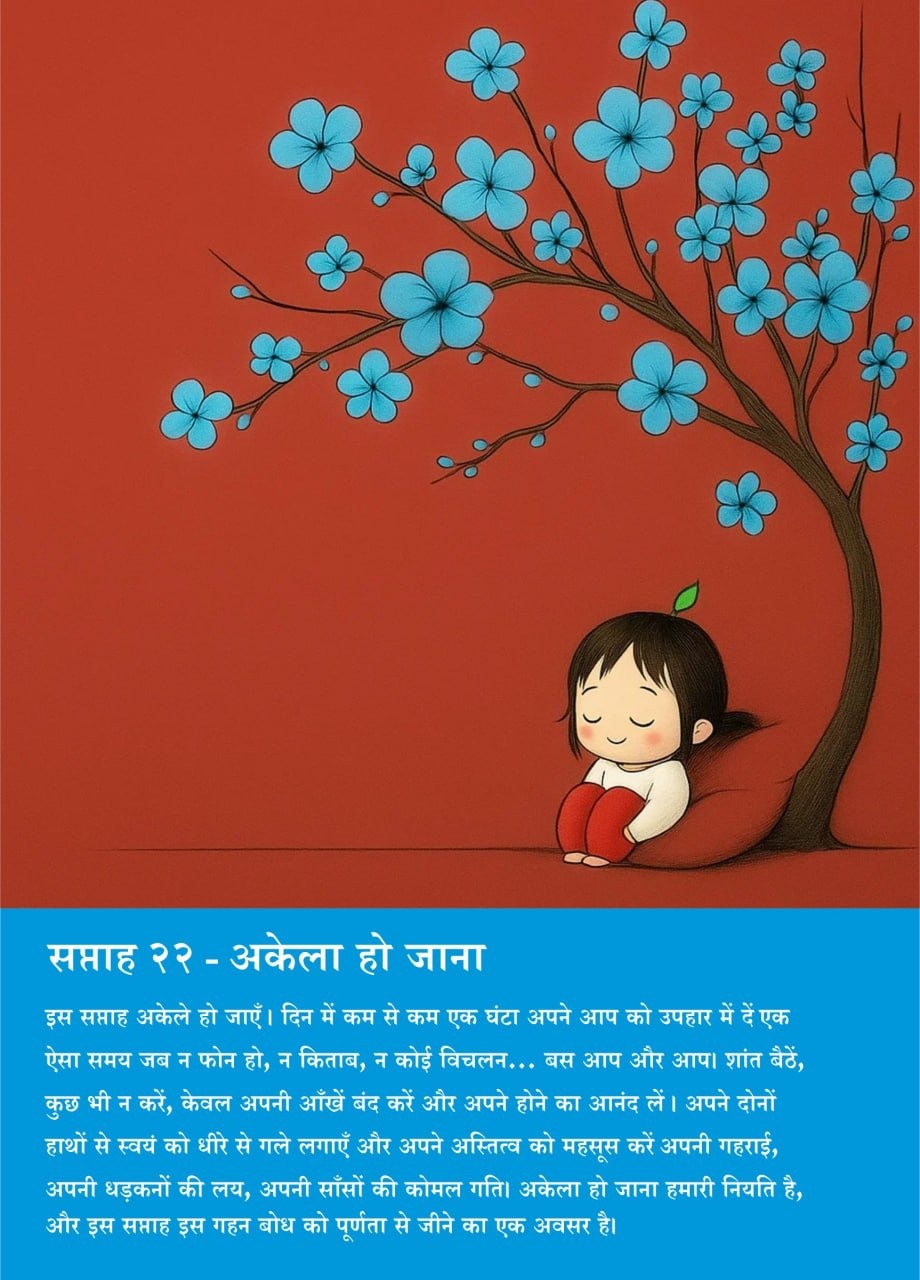 सप्ताह २२ - अकेला हो जाना
इस सप्ताह अकेले हो जाएँ। दिन में कम से कम एक घंटा अपने आप को उपहार में दें एक
ऐसा समय जब न फोन हो, न किताब, न कोई विचलन... बस आप और आप। शांत बैठें,
कुछ भी न करें, केवल अपनी आँखें बंद करें और अपने होने का आनंद लें। अपने दोनों
हाथों से स्वयं को धीरे से गले लगाएँ और अपने अस्तित्व को महसूस करें अपनी गहराई,
अपनी धड़कनों की लय, अपनी साँसों की कोमल गति। अकेला हो जाना हमारी नियति है,
और इस सप्ताह इस गहन बोध को पूर्णता से जीने का एक अवसर है।